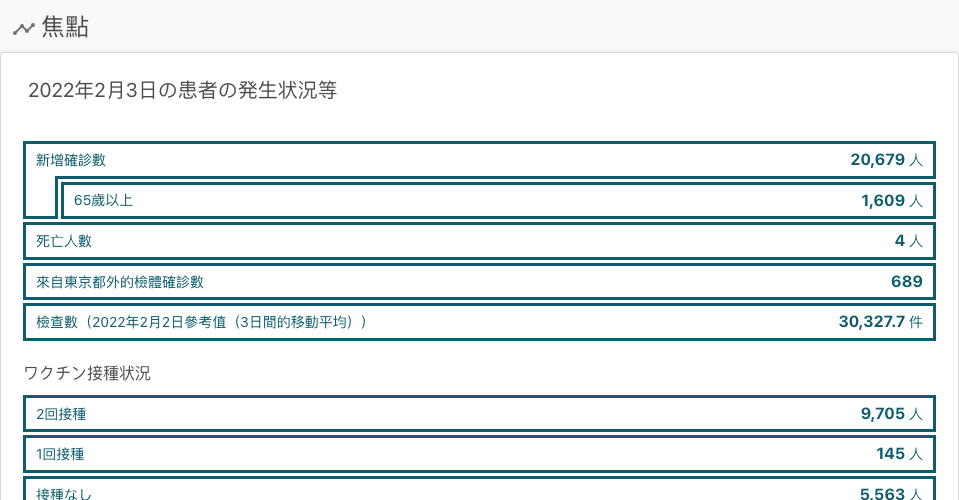 焦點
2022年2月3日の患者の発生状況等
新增確診數 20,679 人
65歲以上 1,609 人
死亡人數 4 人
來自東京都外的檢體確診數 689
檢查數（2022年2月2日參考值（3日間的移動平均）） 30,327.7 件
ワクチン接種状況
2回接種 9,705 人
1回接種 145 人
接種なし 5,563 人